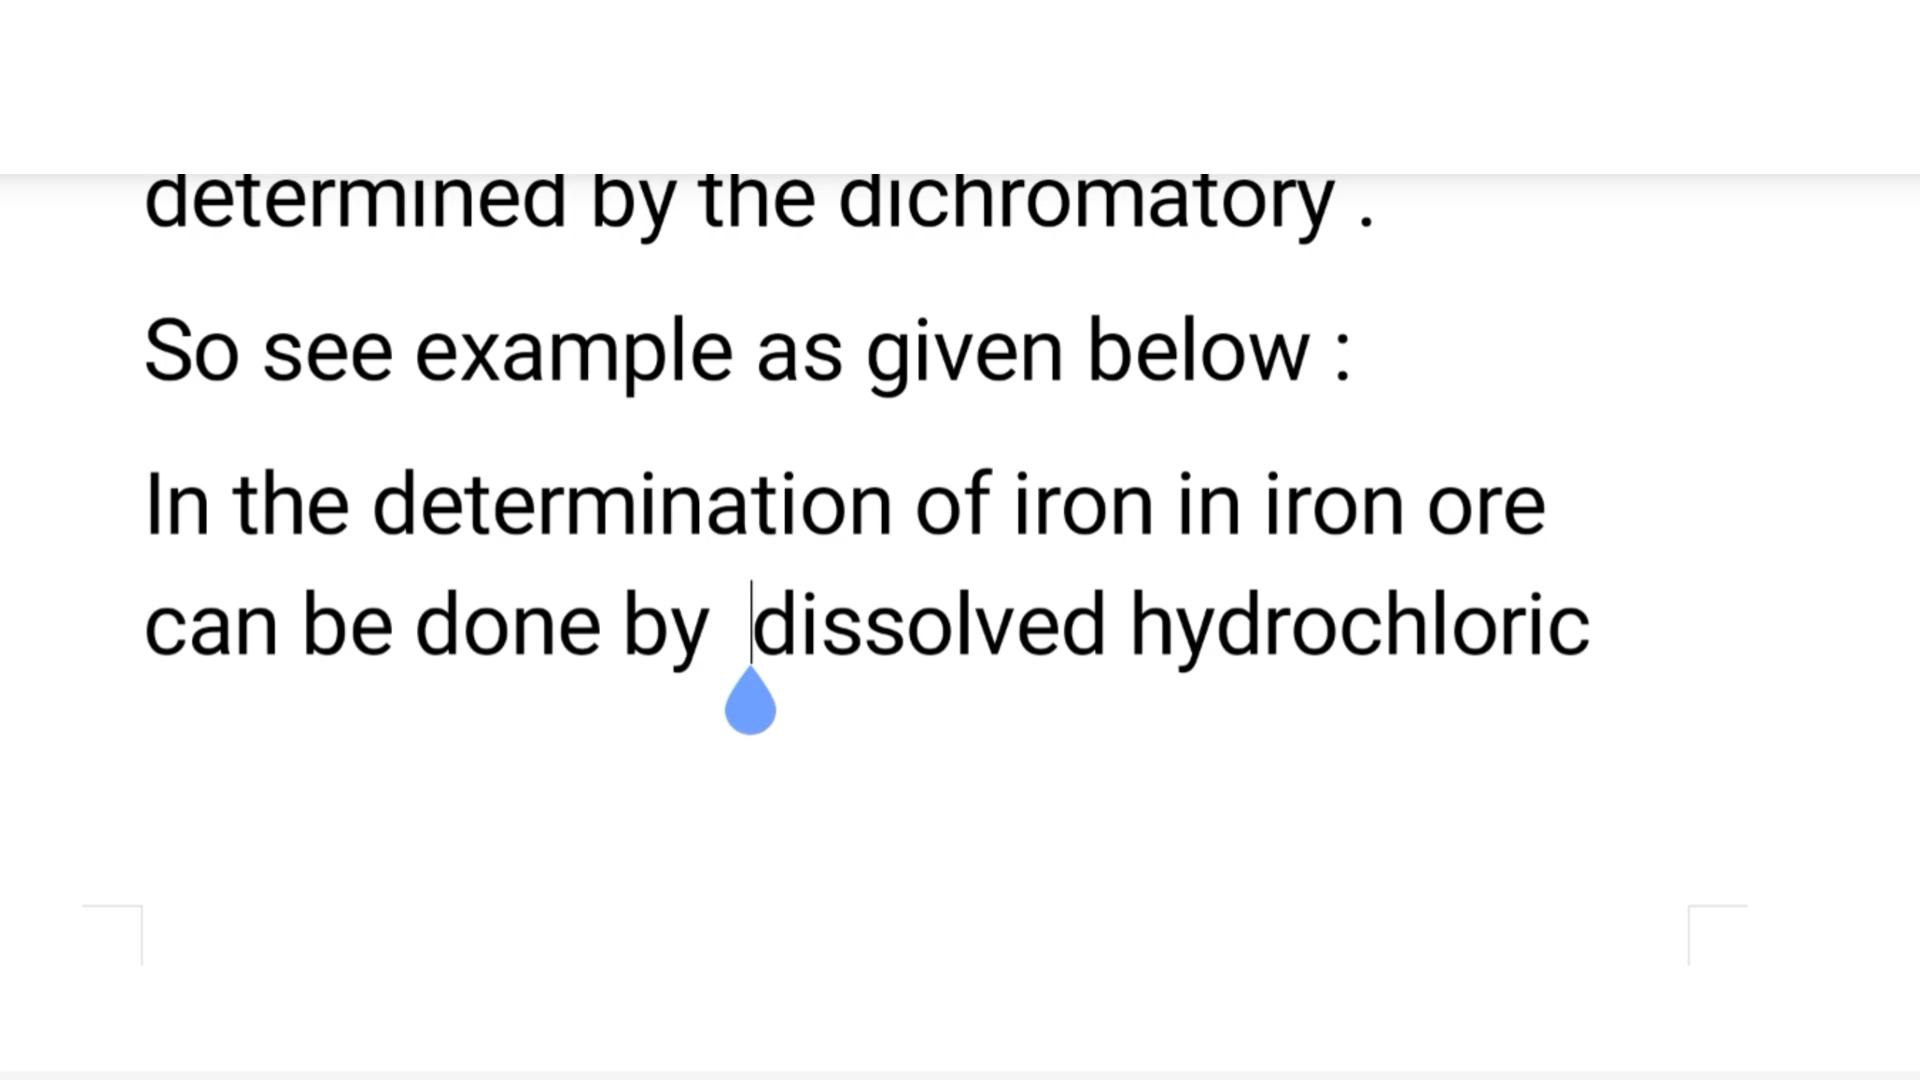 determined by the dichromatory .
So see example as given below :
In the determination of iron in iron ore
can be done by  dissolved hydrochloric